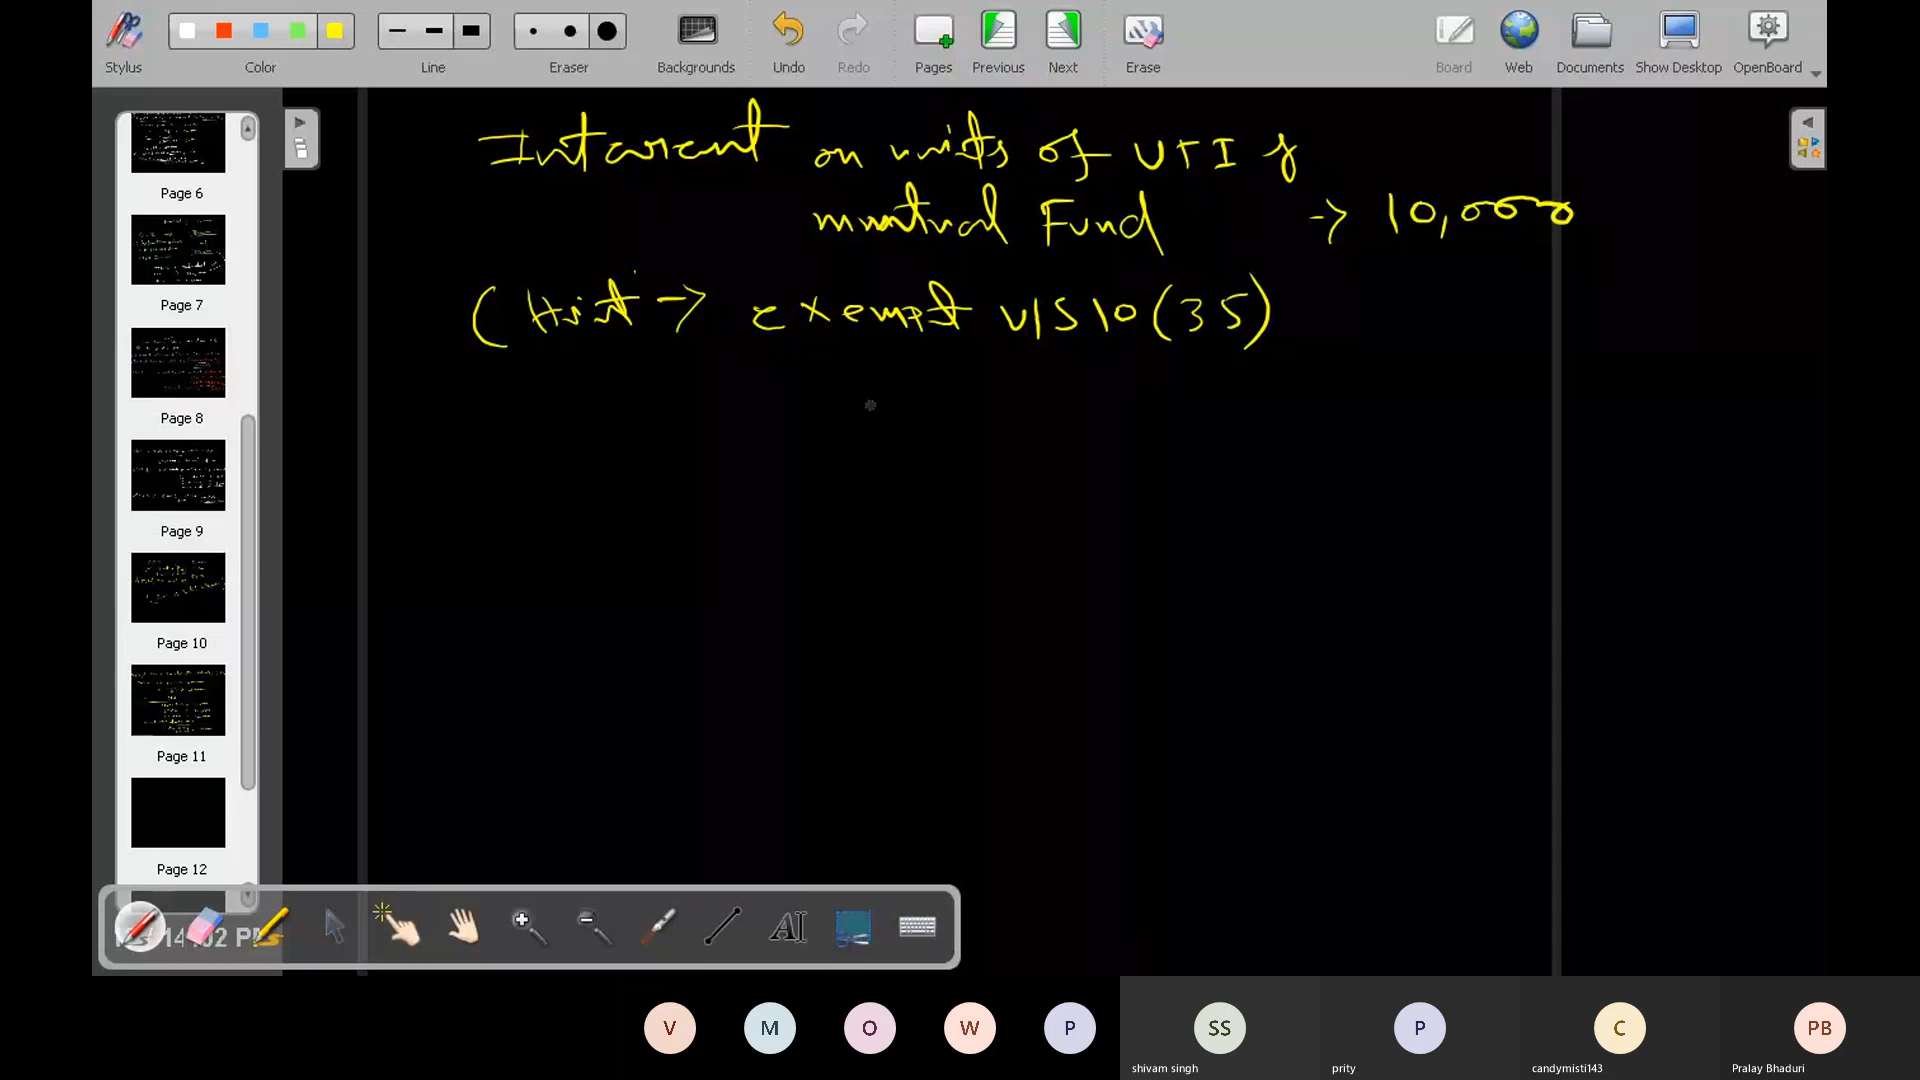 Stylus
Color
Line
Eraser
Backgrounds
Undo
Redo
Pages
Previous
Next
Erase
Board
Web
Documents
Show Desktop
OpenBoard
Page 6
Page 7
Page 8
Page 9
Page 10
Page 11
Page 12
Interent on units of UTI &
mutual Fund -> 10,000
(Hint -> exempt u/s 10(35)
AI
V
M
O
W
P
SS
shivam singh
P
prity
C
candymisti143
PB
Pralay Bhaduri